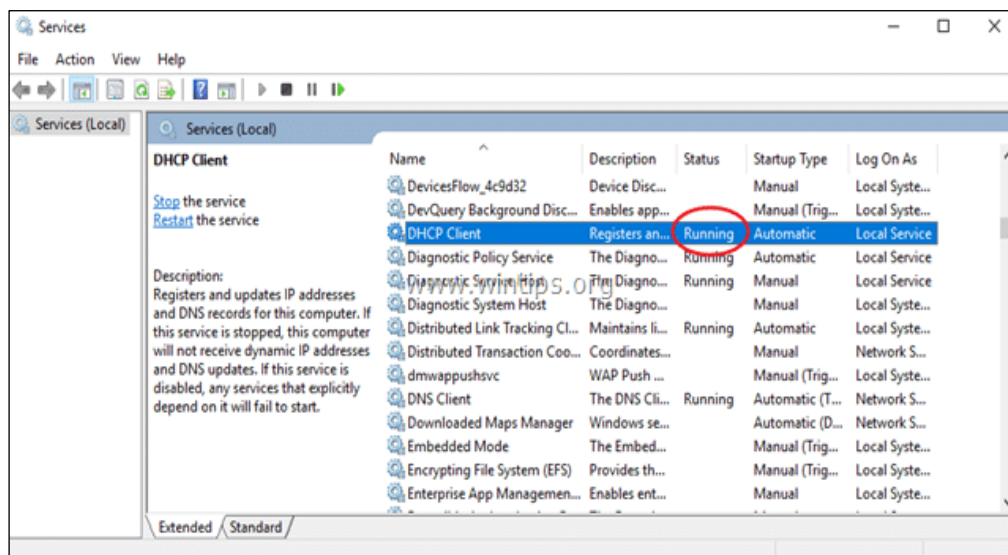 Services
File Action View Help
Services (Local)
Services (Local)
DHCP Client
Stop the service
Restart the service
Description:
Registers and updates IP addresses
and DNS records for this computer. If
this service is stopped, this computer
will not receive dynamic IP addresses
and DNS updates. If this service is
disabled, any services that explicitly
depend on it will fail to start.
Name Description Status Startup Type Log On As
DevicesFlow_4c9d32 Device Disc... Manual Local Syste...
DevQuery Background Disc... Enables app... Manual (Trig... Local Syste...
DHCP Client Registers an... Running Automatic Local Service
Diagnostic Policy Service The Diagno... Running Automatic Local Service
Diagnostic Service Host The Diagno... Running Manual Local Service
www.wintips.org
Diagnostic System Host The Diagno... Manual Local Syste...
Distributed Link Tracking Cl... Maintains li... Running Automatic Local Syste...
Distributed Transaction Coo... Coordinates... Manual Network S...
dmwappushsvc WAP Push ... Manual (Trig... Local Syste...
DNS Client The DNS Cli... Running Automatic (T... Network S...
Downloaded Maps Manager Windows se... Automatic (D... Network S...
Embedded Mode The Embed... Manual (Trig... Local Syste...
Encrypting File System (EFS) Provides th... Manual (Trig... Local Syste...
Enterprise App Managemen... Enables ent... Manual Local Syste...
Extended Standard